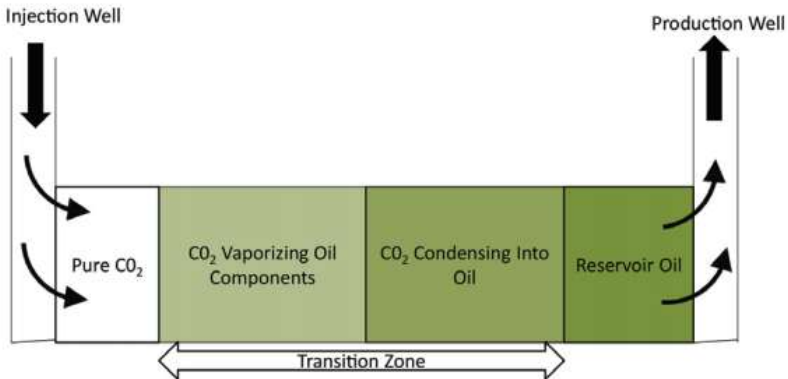 Injection Well
Production Well
Pure C0₂
C0₂ Vaporizing Oil
Components
C0₂ Condensing Into
Oil
Reservoir Oil
Transition Zone